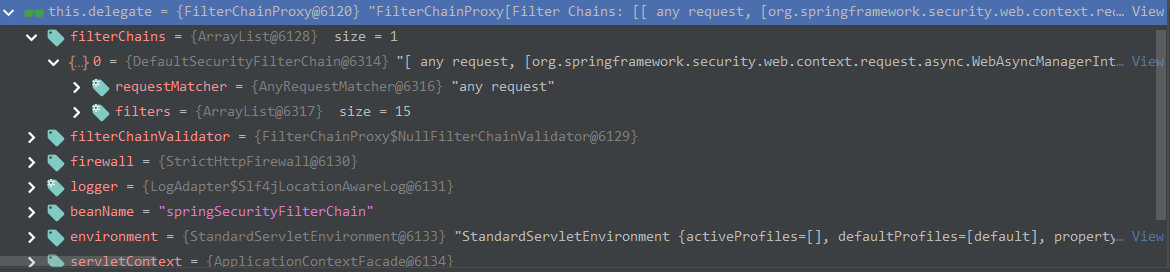 this.delegate = {FilterChainProxy@6120} "FilterChainProxy[Filter Chains: [[ any request, [org.springframework.security.web.context.rec... View
filterChains = {ArrayList@6128} size = 1
{..} 0 = {DefaultSecurityFilterChain@6314} "[ any request, [org.springframework.security.web.context.request.async.WebAsyncManagerInt... View
requestMatcher = {AnyRequestMatcher@6316} "any request"
filters = {ArrayList@6317} size = 15
filterChainValidator = {FilterChainProxy$NullFilterChainValidator@6129}
firewall = {StrictHttpFirewall@6130}
logger = {LogAdapter$Slf4jLocationAwareLog@6131}
beanName = "springSecurityFilterChain"
environment = {StandardServletEnvironment@6133} "StandardServletEnvironment {activeProfiles=[], defaultProfiles=[default], property... View
servletContext = {ApplicationContextFacade@6134}